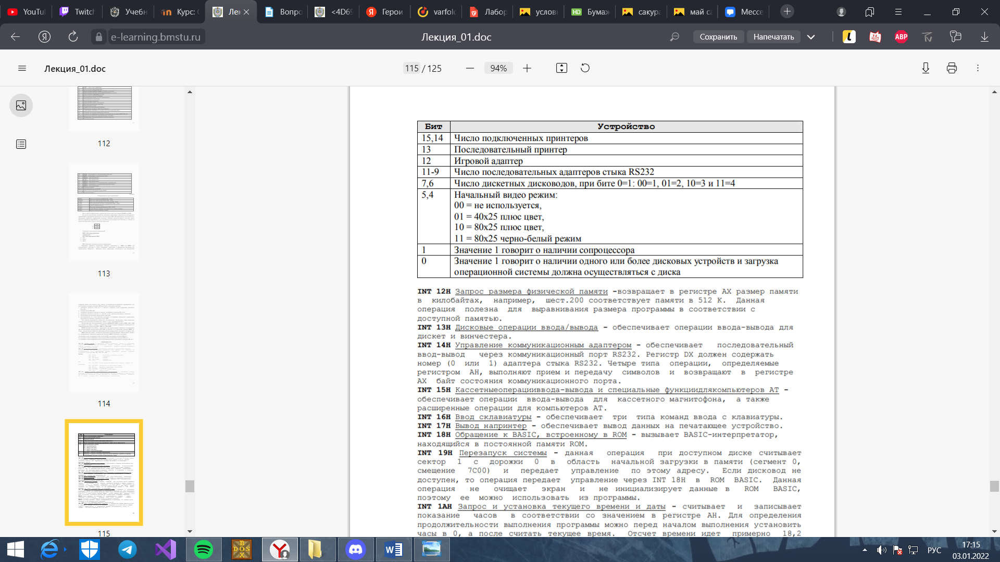 YouTu
Twitch
Учебн
Курс: С
Лек
Вопро
<4D69
Герои
varfolo
Лабор
услові
Бумаж
сакура
май са
Мессе
e-learning.bmstu.ru
Лекция_01.doc
Сохранить
Напечатать
ABP
Лекция_01.doc
115 / 125
94%
112
113
114
115
Бит Устройство
15,14 Число подключенных принтеров
13 Последовательный принтер
12 Игровой адаптер
11-9 Число последовательных адаптеров стыка RS232
7,6 Число дискетных дисководов, при бите 0=1: 00=1, 01=2, 10=3 и 11=4
5,4 Начальный видео режим:
00 = не используется,
01 = 40x25 плюс цвет,
10 = 80x25 плюс цвет,
11 = 80x25 черно-белый режим
1 Значение 1 говорит о наличии сопроцессора
0 Значение 1 говорит о наличии одного или более дисковых устройств и загрузка
операционной системы должна осуществляться с диска
INT 12H Запрос размера физической памяти -возвращает в регистре AX размер памяти
в килобайтах, например, шест.200 соответствует памяти в 512 К. Данная
операция полезна для выравнивания размера программы в соответствии с
доступной памятью.
INT 13H Дисковые операции ввода/вывода - обеспечивает операции ввода-вывода для
дискет и винчестера.
INT 14H Управление коммуникационным адаптером - обеспечивает последовательный
ввод-вывод через коммуникационный порт RS232. Регистр DX должен содержать
номер (0 или 1) адаптера стыка RS232. Четыре типа операции, определяемые
регистром AH, выполняют прием и передачу символов и возвращают в регистре
AX байт состояния коммуникационного порта.
INT 15H Кассетныеоперацииввода-вывода и специальные функциидлякомпьютеров AT -
обеспечивает операции ввода-вывода для кассетного магнитофона, а также
расширенные операции для компьютеров AT.
INT 16H Ввод склавиатуры - обеспечивает три типа команд ввода с клавиатуры.
INT 17H Вывод напринтер - обеспечивает вывод данных на печатающее устройство.
INT 18H Обращение к BASIC, встроенному в ROM - вызывает BASIC-интерпретатор,
находящийся в постоянной памяти ROM.
INT 19H Перезапуск системы - данная операция при доступном диске считывает
сектор 1 с дорожки 0 в область начальной загрузки в памяти (сегмент 0,
смещение 7C00) и передает управление по этому адресу. Если дисковод не
доступен, то операция передает управление через INT 18H в ROM BASIC. Данная
операция не очищает экран и не инициализирует данные в ROM BASIC,
поэтому ее можно использовать из программы.
INT 1AH Запрос и установка текущего времени и даты - считывает и записывает
показание часов в соответствии со значением в регистре AH. Для определения
продолжительности выполнения программы можно перед началом выполнения установить
часы в 0, а после считать текущее время. Отсчет времени идет примерно 18,2
РУС
17:15
03.01.2022